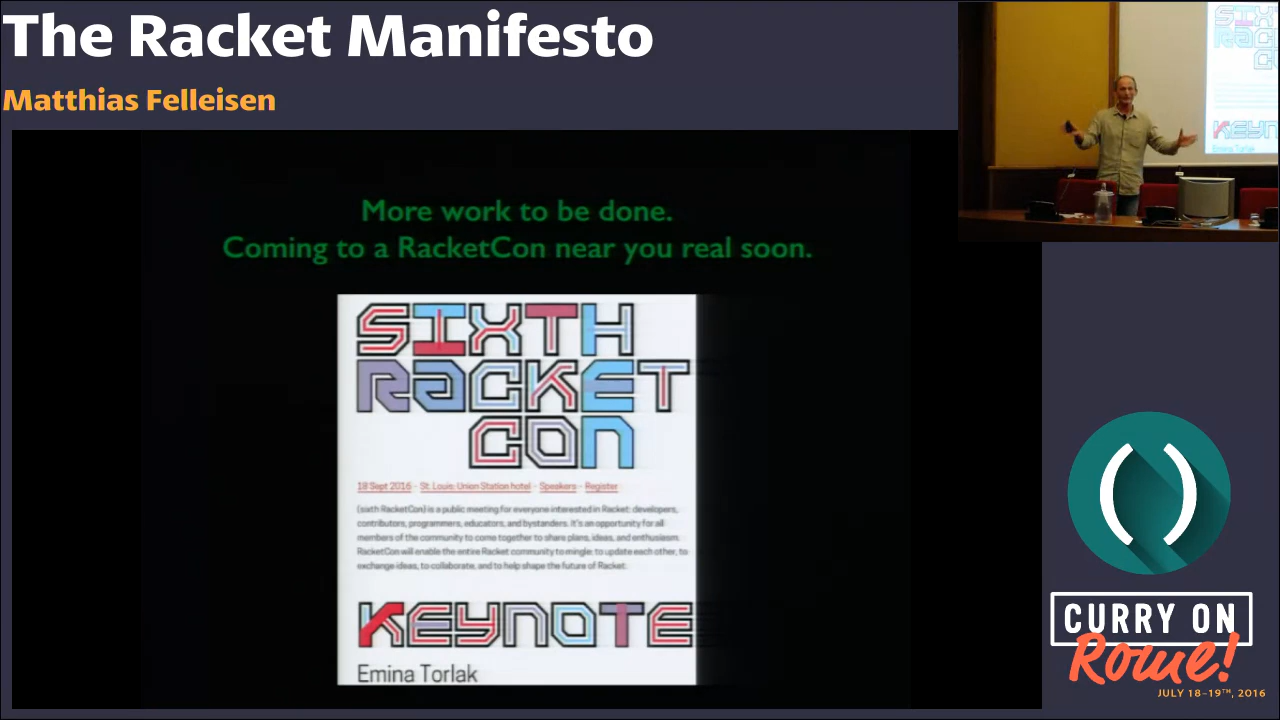 The Racket Manifesto
Matthias Felleisen
More work to be done.
Coming to a RacketCon near you real soon.
SIXTH
RaCKET
CON
18 Sept 2016 - St. Louis: Union Station hotel - Speakers - Register
(sixth RacketCon) is a public meeting for everyone interested in Racket: developers,
contributors, programmers, educators, and bystanders. It's an opportunity for all
members of the community to come together to share plans, ideas, and enthusiasm.
RacketCon will enable the entire Racket community to mingle: to update each other, to
exchange ideas, to collaborate, and to help shape the future of Racket.
KEYNOTE
Emina Torlak
SIX
RaC
C
KEYN
Emina Torlak
( )
CURRY ON
Rome!
JULY 18-19TH, 2016